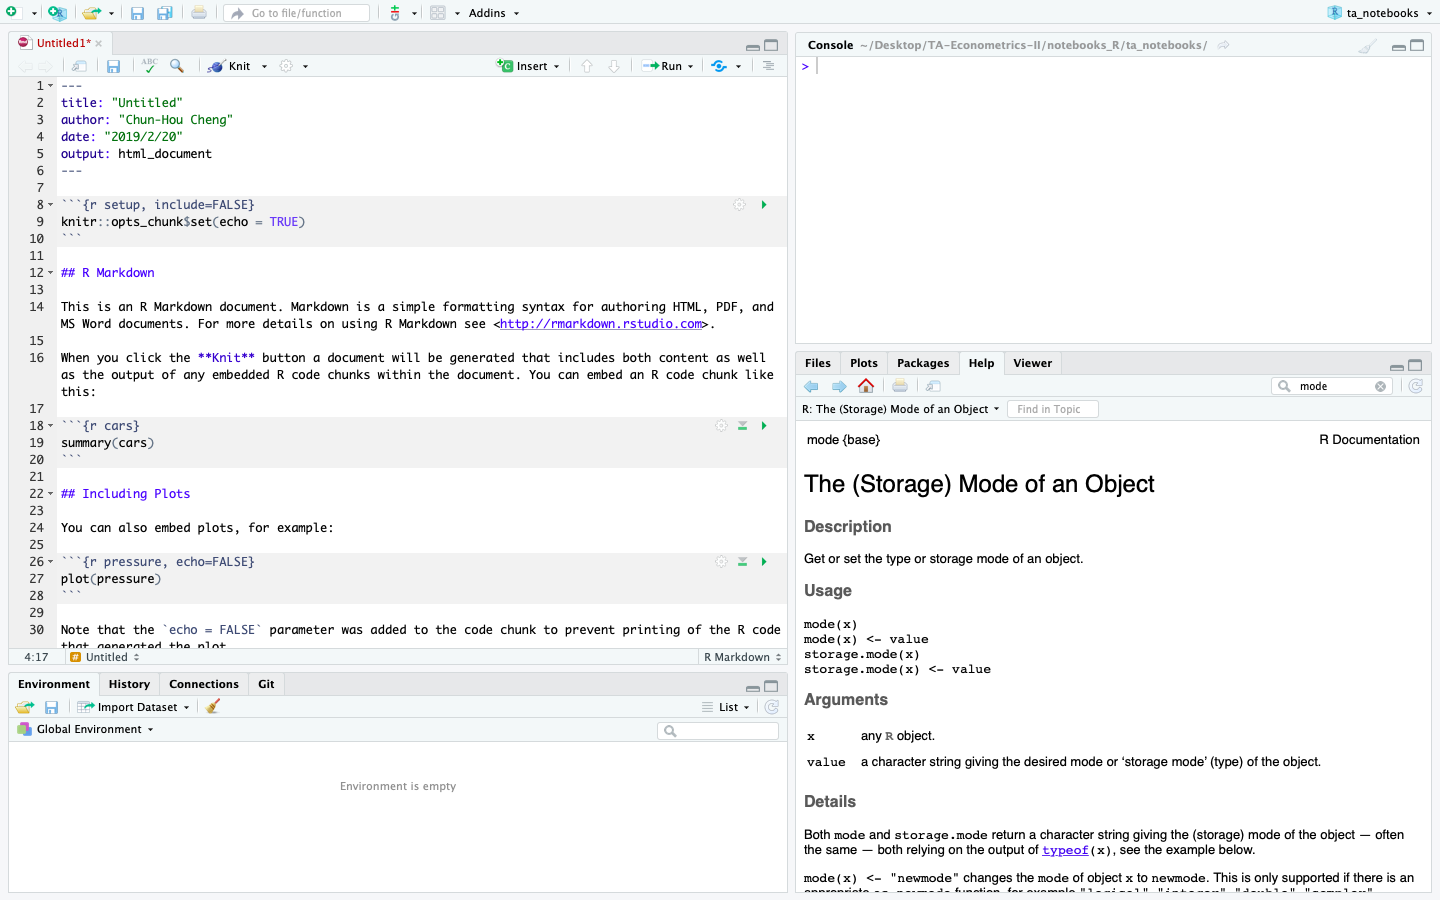 Go to file/function
Addins
ta_notebooks
Untitled1*
ABC
Knit
Insert
Run
1 ---
2 title: "Untitled"
3 author: "Chun-Hou Cheng"
4 date: "2019/2/20"
5 output: html_document
6 ---
7
8 ```{r setup, include=FALSE}
9 knitr::opts_chunk$set(echo = TRUE)
10 ```
11
12 ## R Markdown
13
14 This is an R Markdown document. Markdown is a simple formatting syntax for authoring HTML, PDF, and
MS Word documents. For more details on using R Markdown see <http://rmarkdown.rstudio.com>.
15
16 When you click the **Knit** button a document will be generated that includes both content as well
as the output of any embedded R code chunks within the document. You can embed an R code chunk like
this:
17
18 ```{r cars}
19 summary(cars)
20 ```
21
22 ## Including Plots
23
24 You can also embed plots, for example:
25
26 ```{r pressure, echo=FALSE}
27 plot(pressure)
28 ```
29
30 Note that the `echo = FALSE` parameter was added to the code chunk to prevent printing of the R code
that generated the plot.
4:17 # Untitled R Markdown
Environment History Connections Git
Import Dataset List
Global Environment
Environment is empty
Console ~/Desktop/TA-Econometrics-II/notebooks_R/ta_notebooks/
>
Files Plots Packages Help Viewer
mode
R: The (Storage) Mode of an Object Find in Topic
mode {base} R Documentation
The (Storage) Mode of an Object
Description
Get or set the type or storage mode of an object.
Usage
mode(x)
mode(x) <- value
storage.mode(x)
storage.mode(x) <- value
Arguments
x any R object.
value a character string giving the desired mode or ‘storage mode’ (type) of the object.
Details
Both mode and storage.mode return a character string giving the (storage) mode of the object — often
the same — both relying on the output of typeof(x), see the example below.
mode(x) <- "newmode" changes the mode of object x to newmode. This is only supported if there is an
appropriate as.newmode function, for example "logical", "integer", "double", "complex",